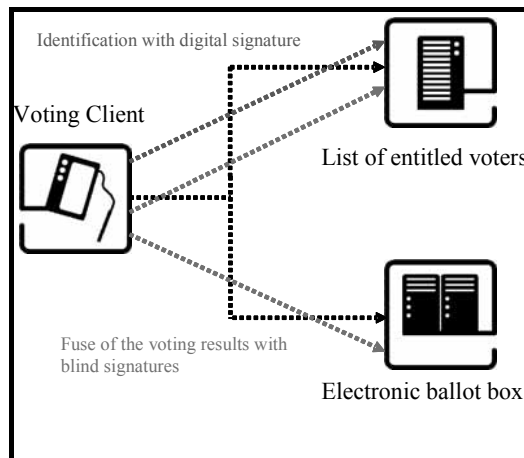 Identification with digital signature
Voting Client
List of entitled voters
Fuse of the voting results with
blind signatures
Electronic ballot box